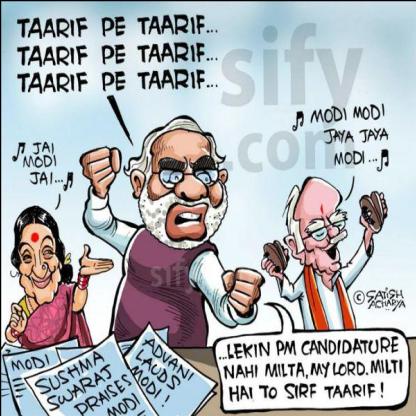 TAARIF PE TAARIF...
TAARIF PE TAARIF...
TAARIF PE TAARIF...
sify
.com
JAI
MODI
JAI...
MODI MODI
JAYA JAYA
MODI...
sify
© SATISH
ACHARYA
MODI
SUSHMA
SWARAJ
PRAISES
MODI
ADVANI
LAUDS
MODI!
...LEKIN PM CANDIDATURE
NAHI MILTA, MY LORD. MILTI
HAI TO SIRF TAARIF!